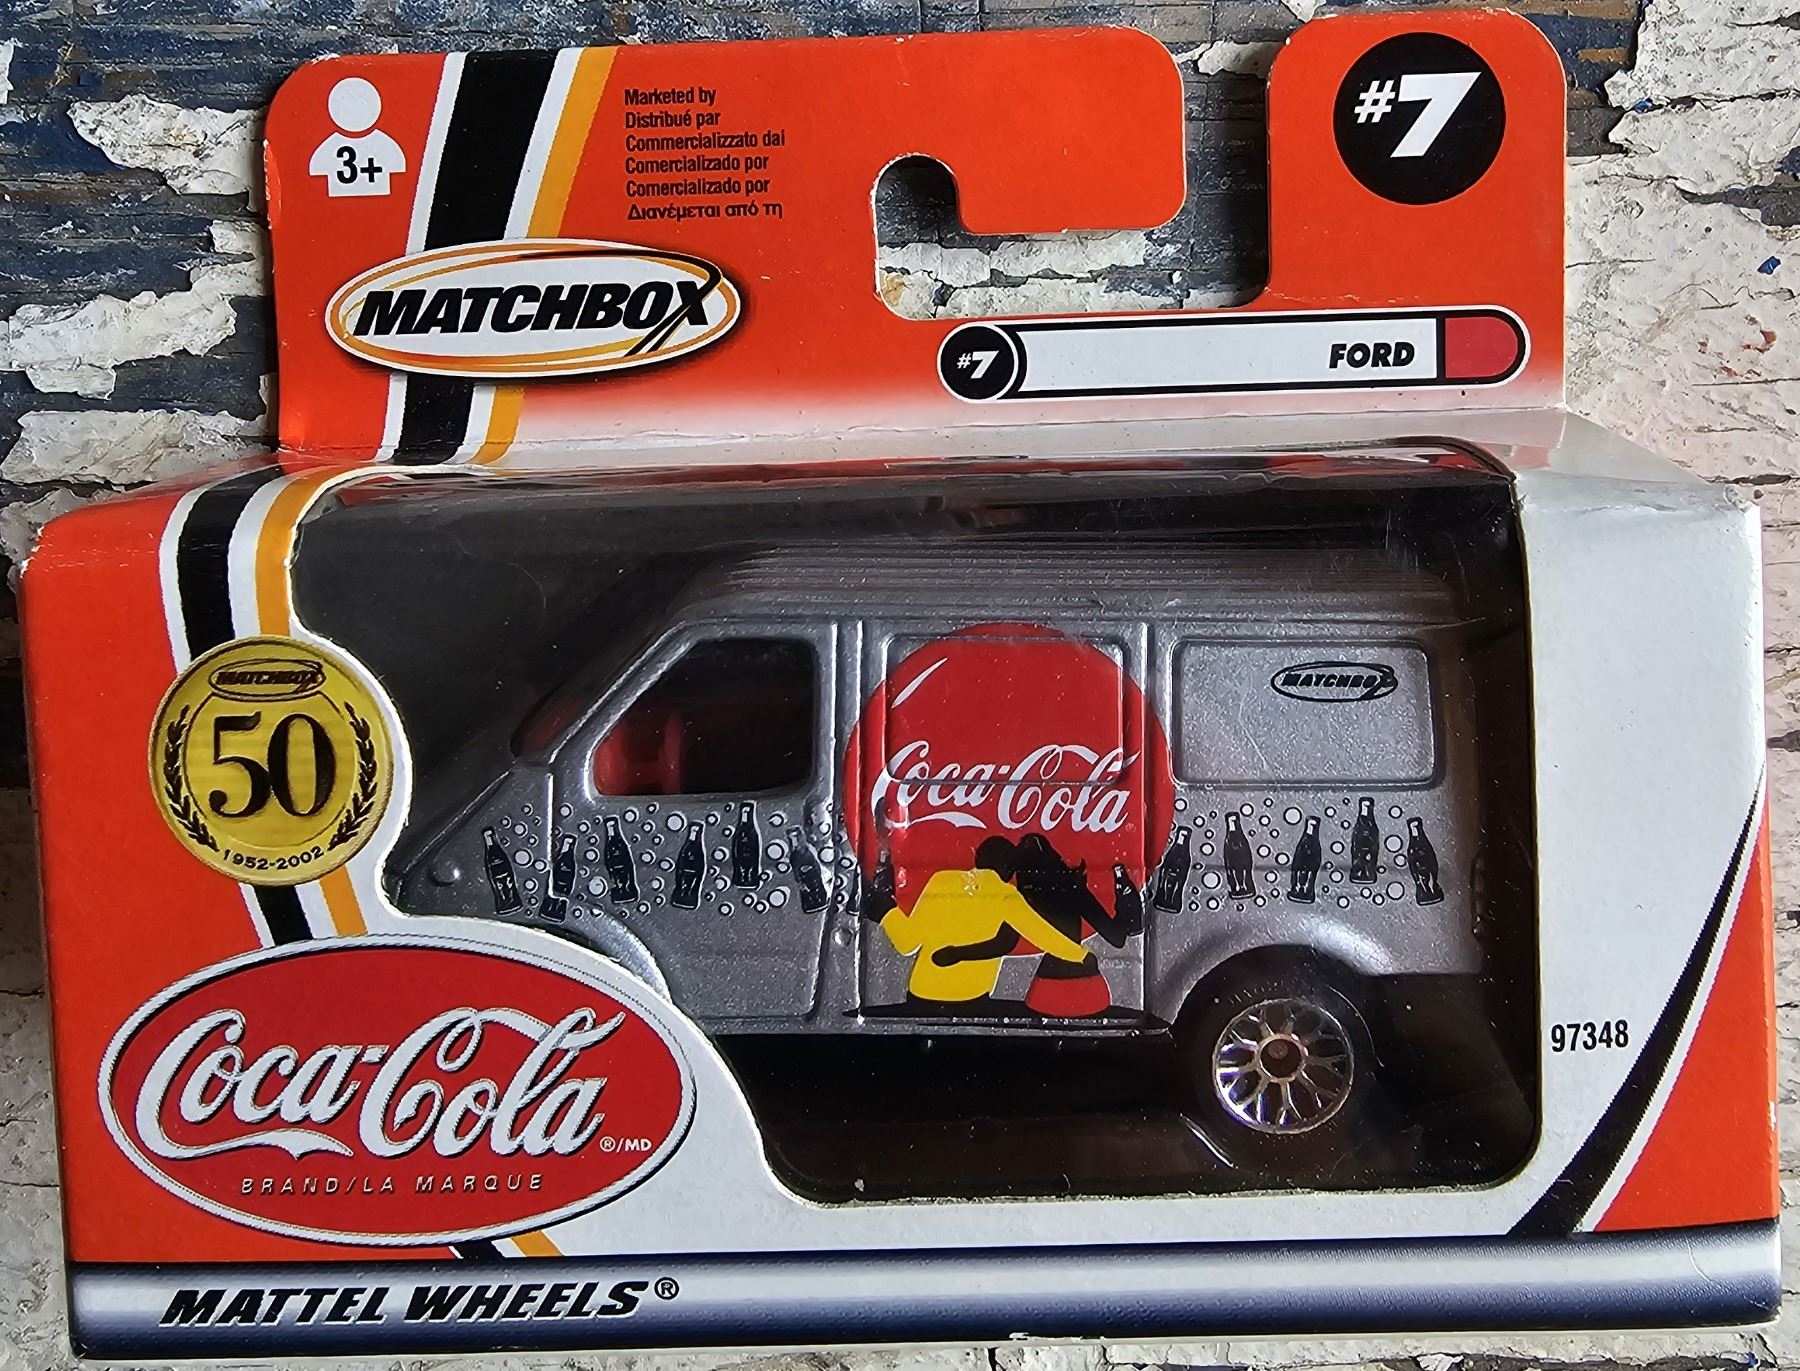 3+
Marketed by
Distribué par
Commercializzato dai
Comercializado por
Comercializado por
Διανέμεται από τη
#7
MATCHBOX
#7 FORD
MATCHBOX
50
1952-2002
MATCHBOX
Coca-Cola
97348
Coca-Cola ®/MD
BRAND/LA MARQUE
MATTEL WHEELS®